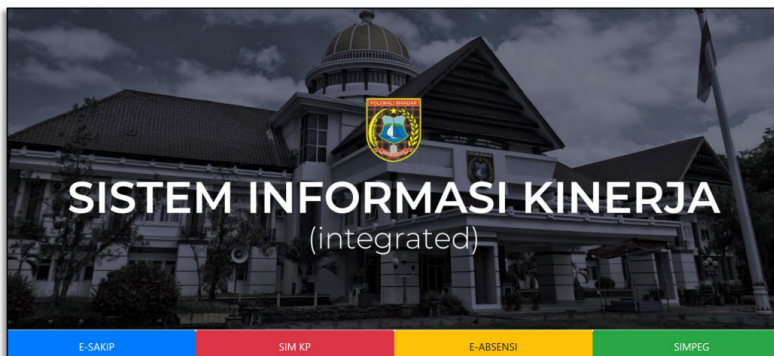 POLEWALI MANDAR
SISTEM INFORMASI KINERJA
(integrated)
E-SAKIP
SIM KP
E-ABSENSI
SIMPEG